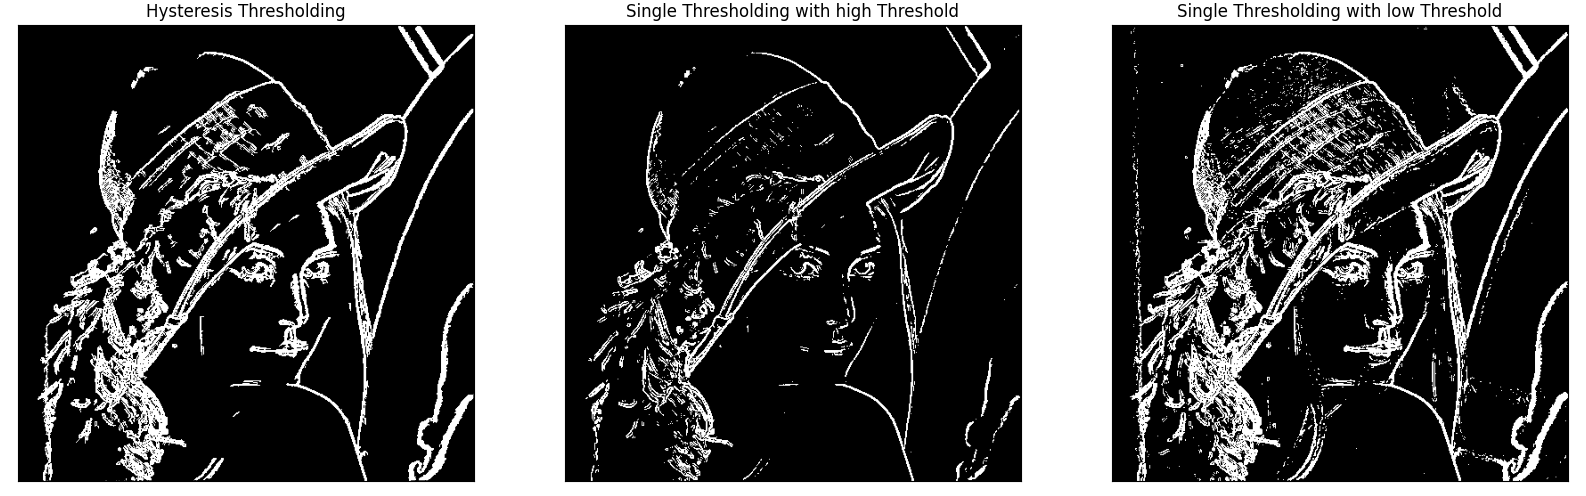 Hysteresis Thresholding
Single Thresholding with high Threshold
Single Thresholding with low Threshold